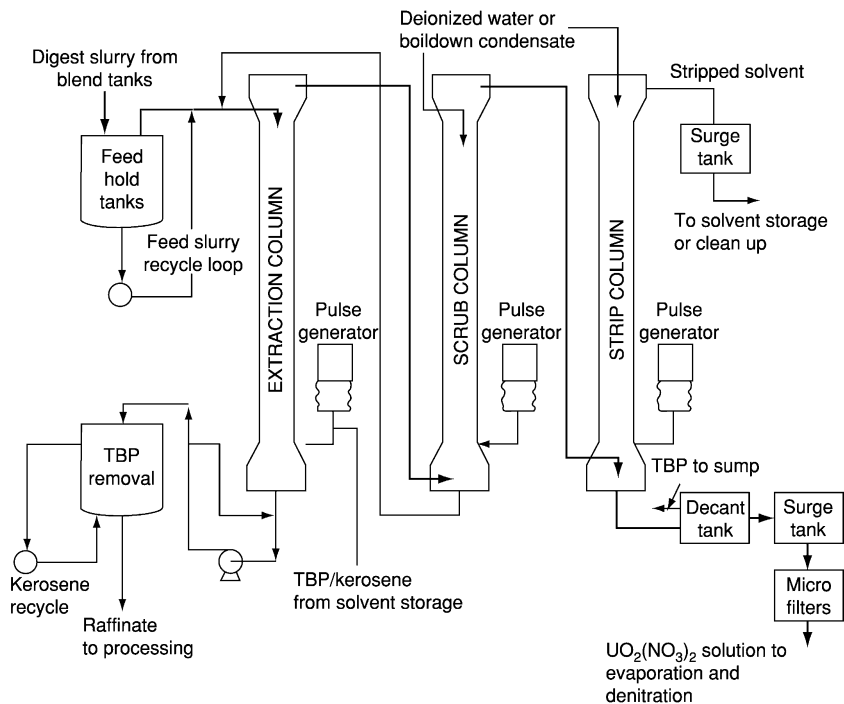 Deionized water or
boildown condensate
Digest slurry from
blend tanks
Stripped solvent
Feed
hold
tanks
Surge
tank
To solvent storage
or clean up
Feed slurry
recycle loop
EXTRACTION COLUMN
SCRUB COLUMN
STRIP COLUMN
Pulse
generator
Pulse
generator
Pulse
generator
TBP
removal
TBP to sump
Decant
tank
Surge
tank
Kerosene
recycle
TBP/kerosene
from solvent storage
Micro
filters
Raffinate
to processing
UO2(NO3)2 solution to
evaporation and
denitration